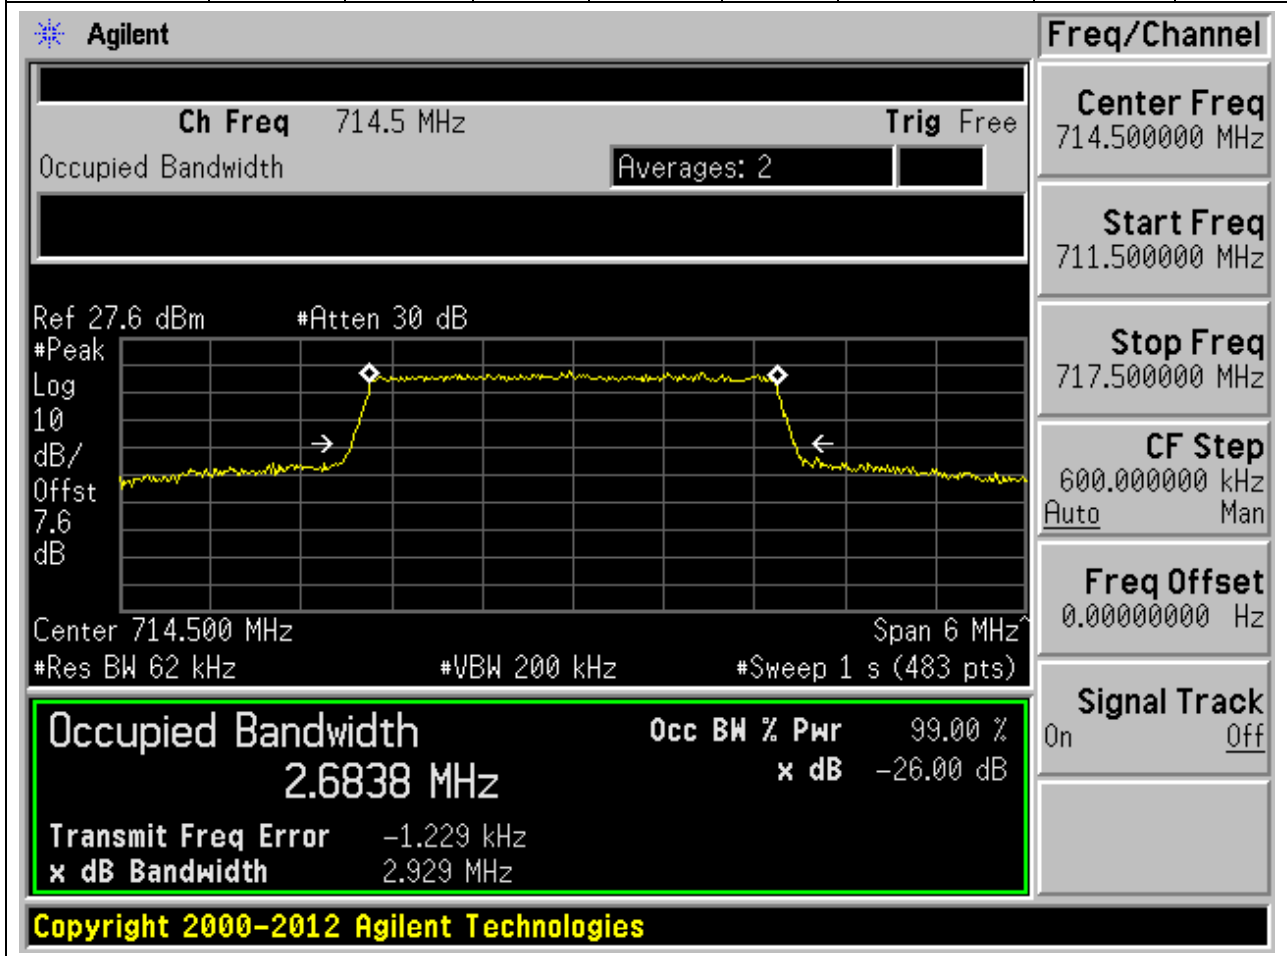 Agilent
Freq/Channel
Ch Freq 714.5 MHz Trig Free
Occupied Bandwidth Averages: 2
Center Freq
714.500000 MHz
Start Freq
711.500000 MHz
Stop Freq
717.500000 MHz
CF Step
600.000000 kHz
Auto Man
Freq Offset
0.00000000 Hz
Signal Track
On Off
Ref 27.6 dBm #Atten 30 dB
#Peak
Log
10
dB/
Offst
7.6
dB
Center 714.500 MHz Span 6 MHz^
#Res BW 62 kHz #VBW 200 kHz #Sweep 1 s (483 pts)
Occupied Bandwidth Occ BW % Pwr 99.00 %
2.6838 MHz x dB -26.00 dB
Transmit Freq Error -1.229 kHz
x dB Bandwidth 2.929 MHz
Copyright 2000-2012 Agilent Technologies